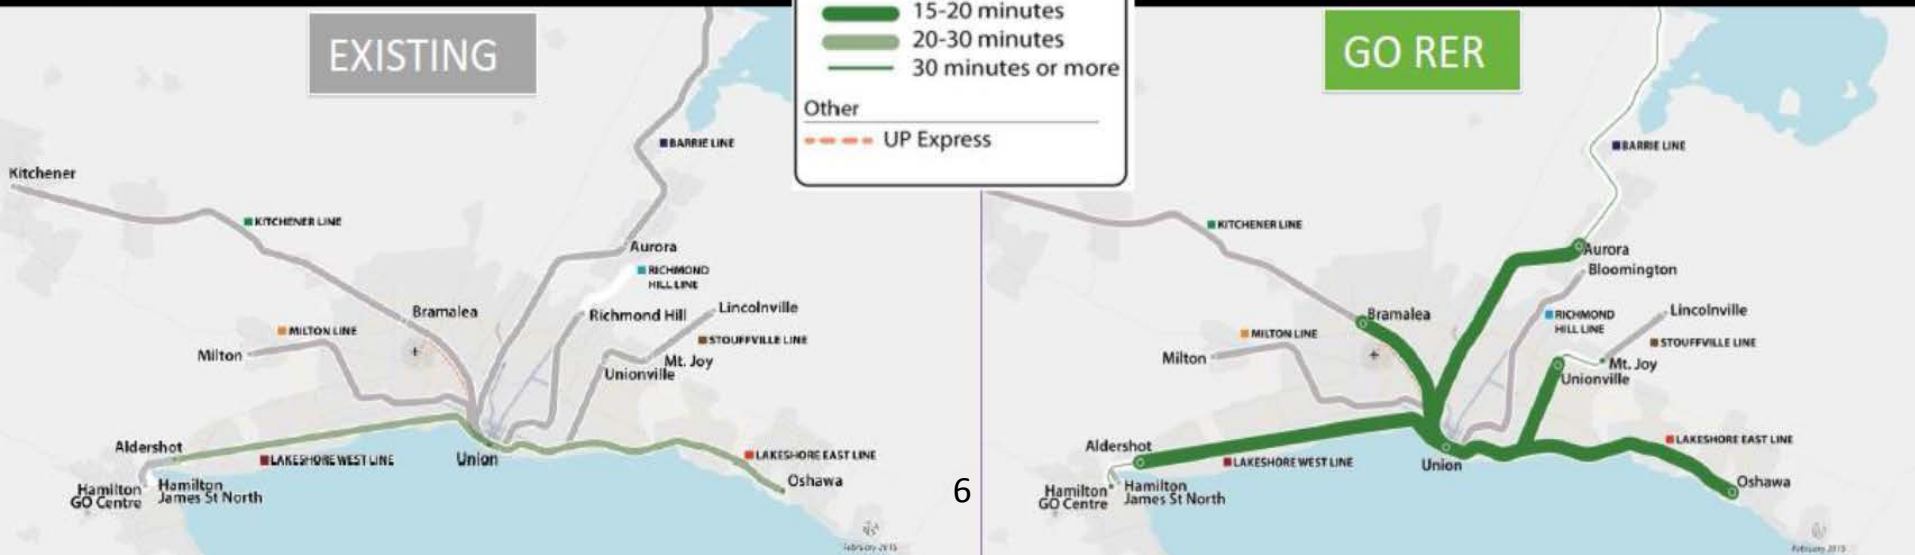 EXISTING
15-20 minutes
20-30 minutes
30 minutes or more
Other
UP Express
GO RER
BARRIE LINE
Kitchener
KITCHENER LINE
Aurora
RICHMOND
HILL LINE
Bramalea
Richmond Hill
Lincolnville
MILTON LINE
STOUFFVILLE LINE
Milton
Mt. Joy
Unionville
Aldershot
LAKESHORE WEST LINE
Union
LAKESHORE EAST LINE
Oshawa
Hamilton
GO Centre
Hamilton
James St North
February 2015
6
BARRIE LINE
KITCHENER LINE
Aurora
Bloomington
Bramalea
RICHMOND
HILL LINE
Lincolnville
MILTON LINE
STOUFFVILLE LINE
Milton
Mt. Joy
Unionville
Aldershot
LAKESHORE WEST LINE
Union
LAKESHORE EAST LINE
Oshawa
Hamilton
GO Centre
Hamilton
James St North
February 2015